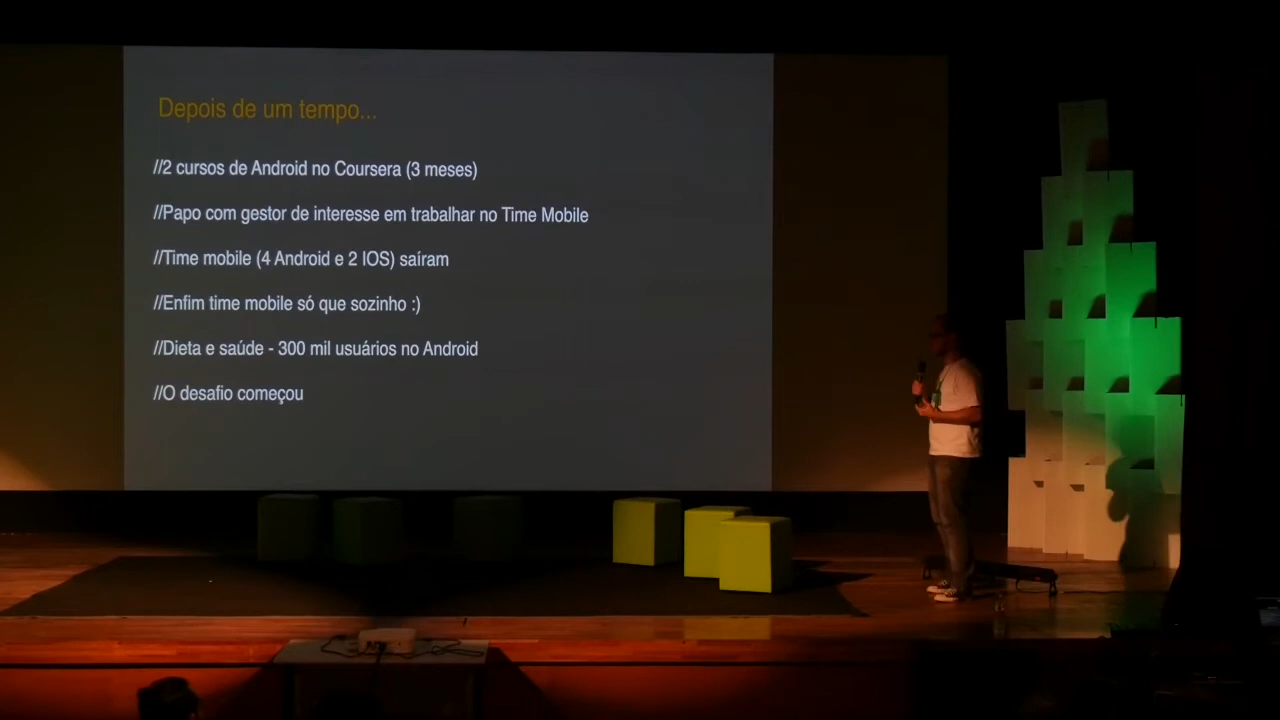 Depois de um tempo...
//2 cursos de Android no Coursera (3 meses)
//Papo com gestor de interesse em trabalhar no Time Mobile
//Time mobile (4 Android e 2 IOS) saíram
//Enfim time mobile só que sozinho :)
//Dieta e saúde - 300 mil usuários no Android
//O desafio começou